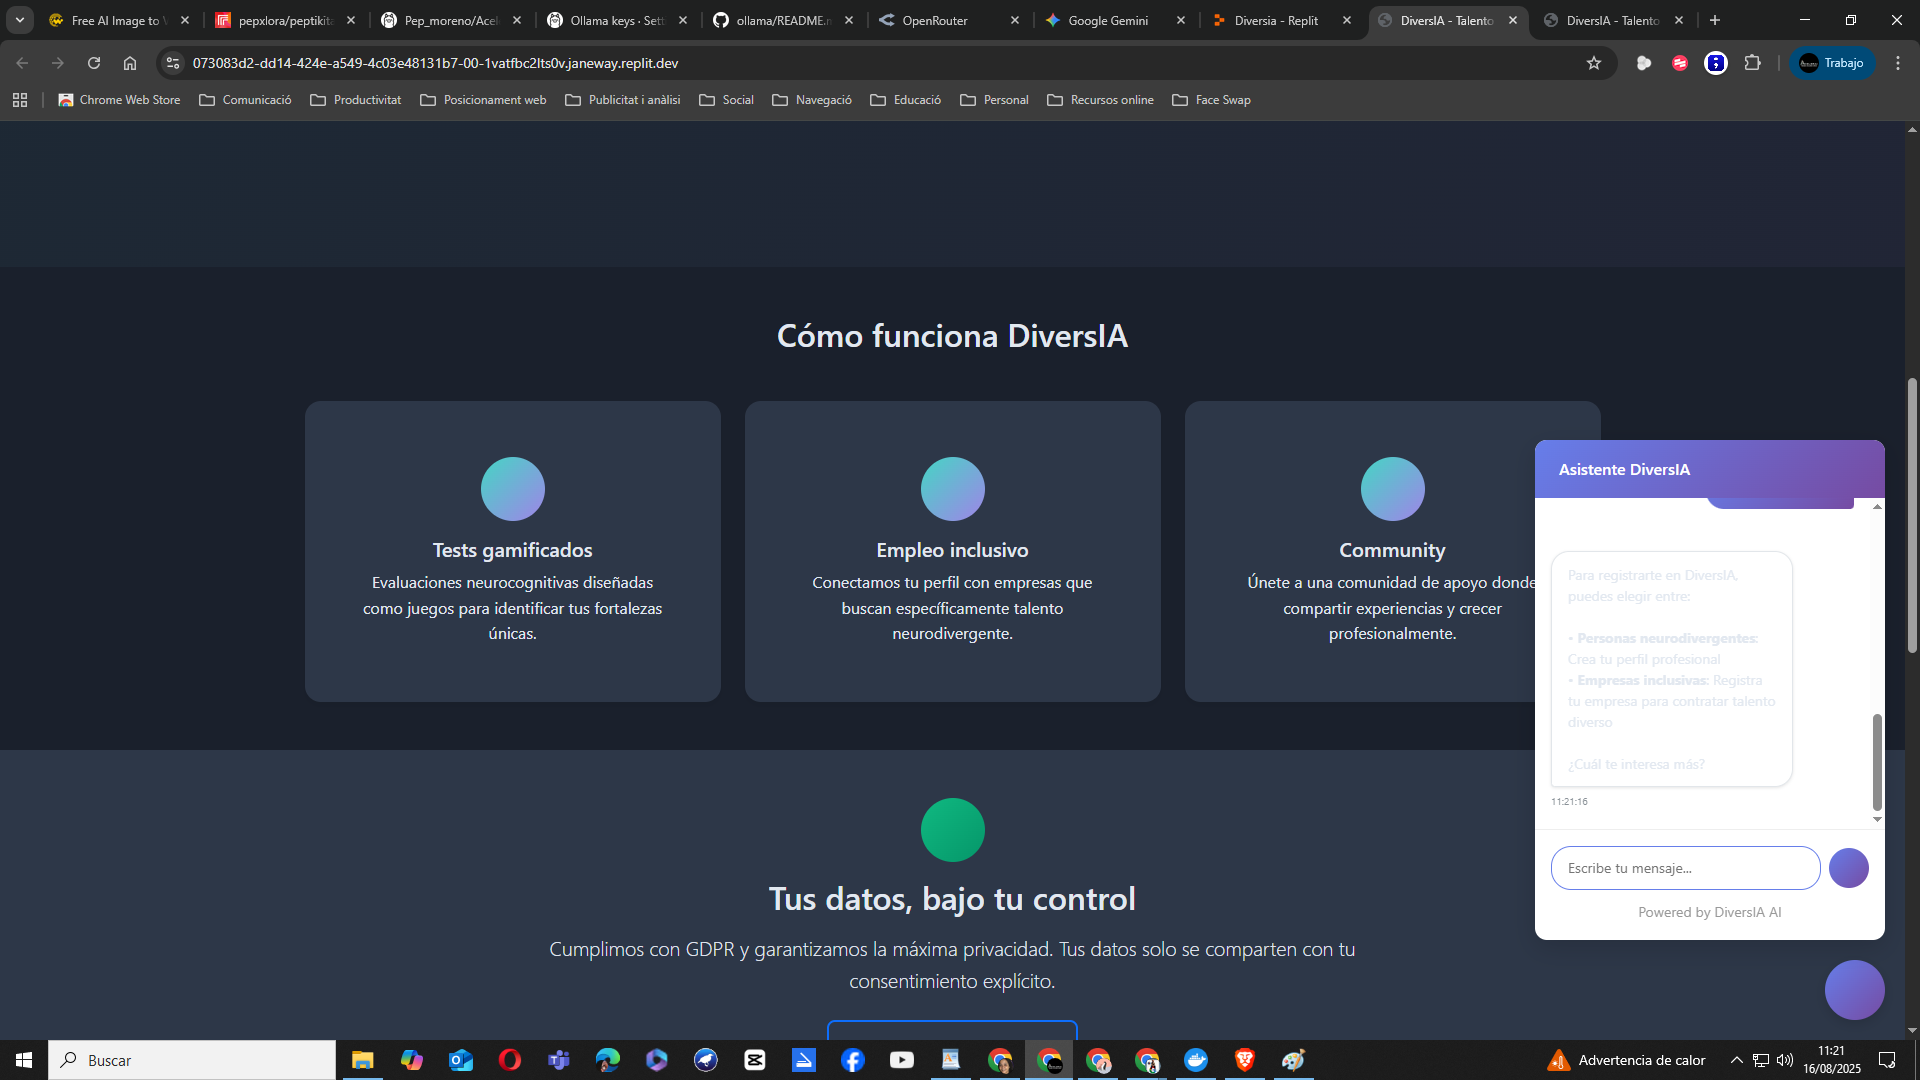 Free AI Image to V
pepxlora/peptikita
Pep_moreno/Acel
Ollama keys · Sett
ollama/README.m
OpenRouter
Google Gemini
Diversia - Replit
DiversIA - Talento
DiversIA - Talento
073083d2-dd14-424e-a549-4c03e48131b7-00-1vatfbc2lts0v.janeway.replit.dev
Trabajo
Chrome Web Store
Comunicació
Productivitat
Posicionament web
Publicitat i anàlisi
Social
Navegació
Educació
Personal
Recursos online
Face Swap
Cómo funciona DiversIA
Tests gamificados
Evaluaciones neurocognitivas diseñadas
como juegos para identificar tus fortalezas
únicas.
Empleo inclusivo
Conectamos tu perfil con empresas que
buscan específicamente talento
neurodivergente.
Community
Únete a una comunidad de apoyo donde
compartir experiencias y crecer
profesionalmente.
Asistente DiversIA
Para registrarte en DiversIA,
puedes elegir entre:
• Personas neurodivergentes:
Crea tu perfil profesional
• Empresas inclusivas: Registra
tu empresa para contratar talento
diverso
¿Cuál te interesa más?
11:21:16
Escribe tu mensaje...
Powered by DiversIA AI
Tus datos, bajo tu control
Cumplimos con GDPR y garantizamos la máxima privacidad. Tus datos solo se comparten con tu
consentimiento explícito.
Buscar
Advertencia de calor
11:21
16/08/2025